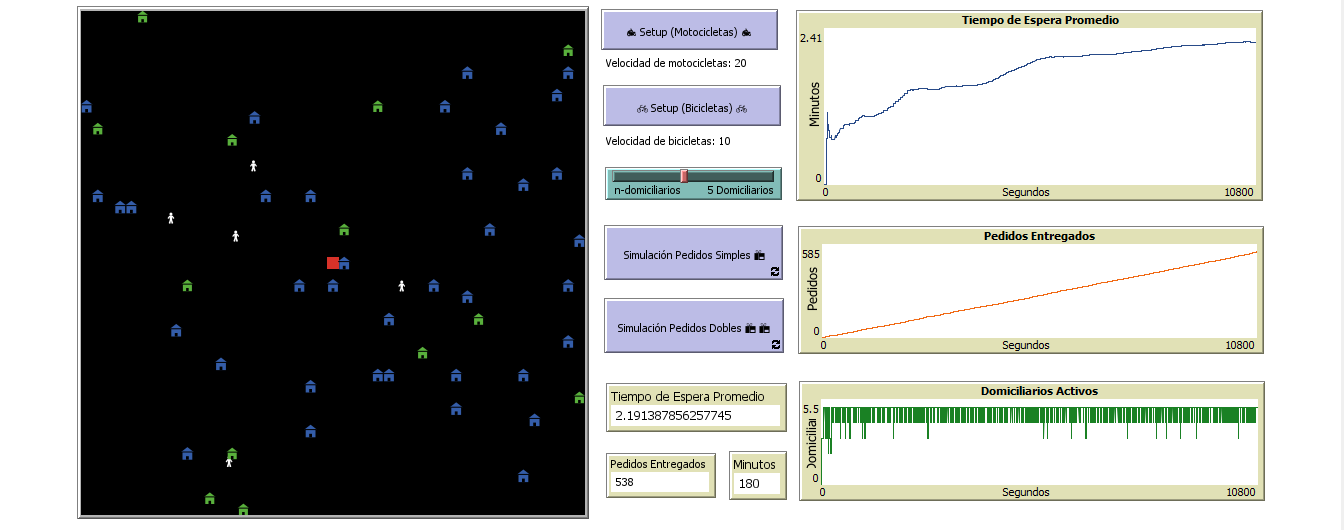 Setup (Motocicletas)
Velocidad de motocicletas: 20
Setup (Bicicletas)
Velocidad de bicicletas: 10
n-domiciliarios 5 Domiciliarios
Simulación Pedidos Simples
Simulación Pedidos Dobles
Tiempo de Espera Promedio
2.191387856257745
Pedidos Entregados
538
Minutos
180
Tiempo de Espera Promedio
2.41
Minutos
0
0 Segundos 10800
Pedidos Entregados
585
Pedidos
0
0 Segundos 10800
Domiciliarios Activos
5.5
Domiciliar
0
0 Segundos 10800